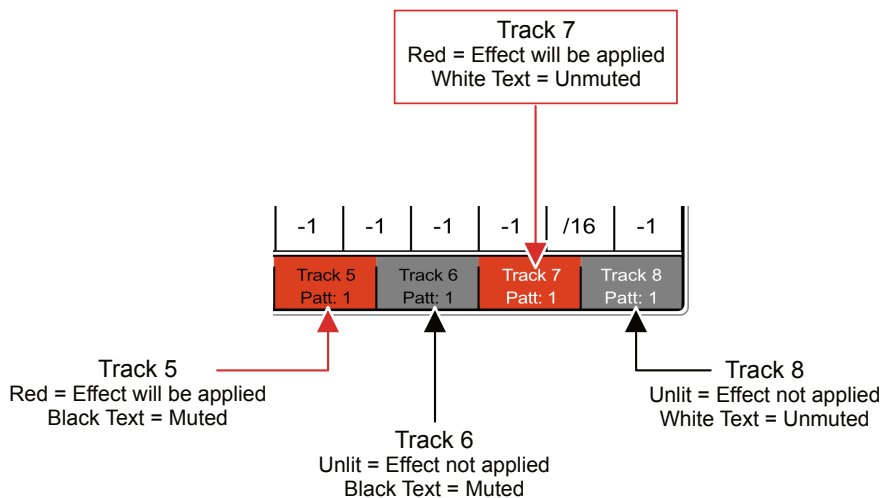 Track 7
Red = Effect will be applied
White Text = Unmuted
-1 -1 -1 -1 /16 -1
Track 5 Track 6 Track 7 Track 8
Patt: 1 Patt: 1 Patt: 1 Patt: 1
Track 5
Red = Effect will be applied
Black Text = Muted
Track 8
Unlit = Effect not applied
White Text = Unmuted
Track 6
Unlit = Effect not applied
Black Text = Muted